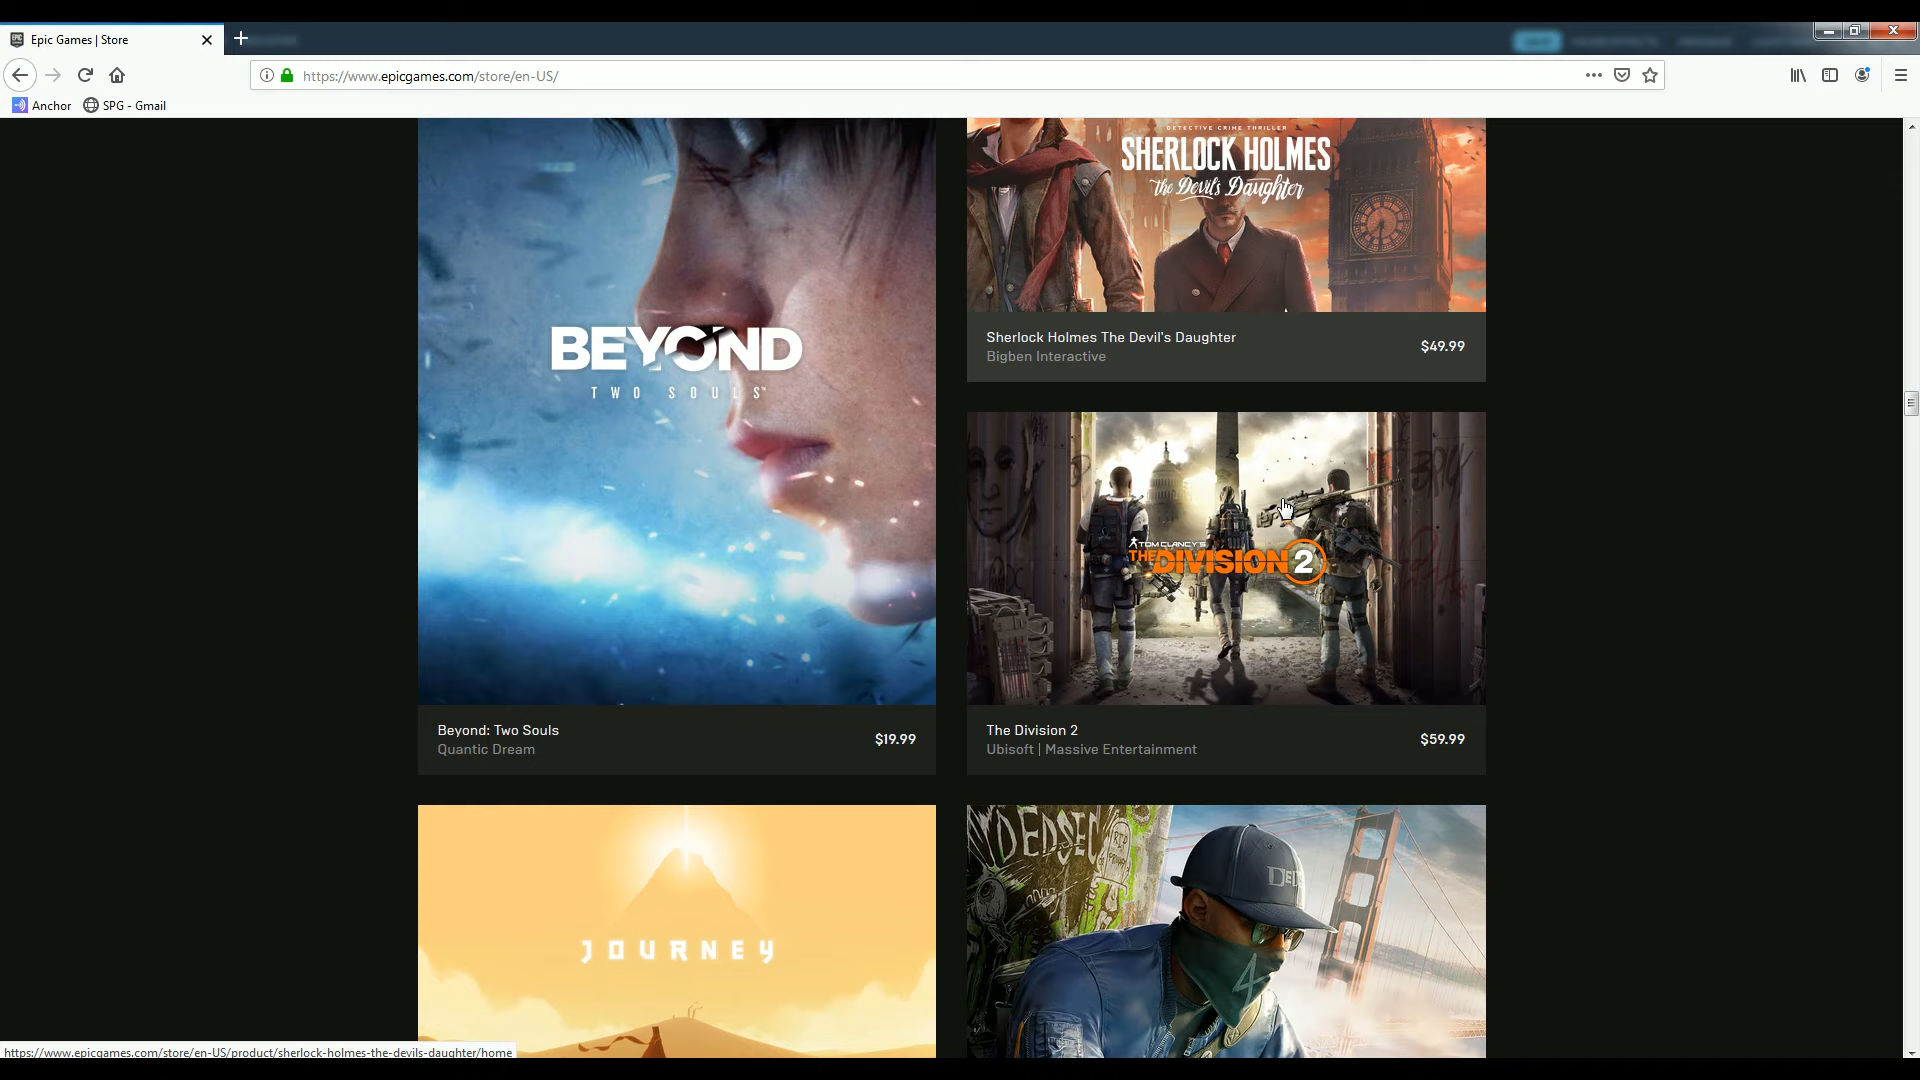 Epic Games | Store
https://www.epicgames.com/store/en-US/
Anchor
SPG - Gmail
BEYOND
TWO SOULS™
Beyond: Two Souls
Quantic Dream
$19.99
DETECTIVE CRIME THRILLER
SHERLOCK HOLMES
the Devil's Daughter
Sherlock Holmes The Devil's Daughter
Bigben Interactive
$49.99
TOM CLANCY'S
THE DIVISION 2
The Division 2
Ubisoft | Massive Entertainment
$59.99
JOURNEY
DEDSEC
https://www.epicgames.com/store/en-US/product/sherlock-holmes-the-devils-daughter/home